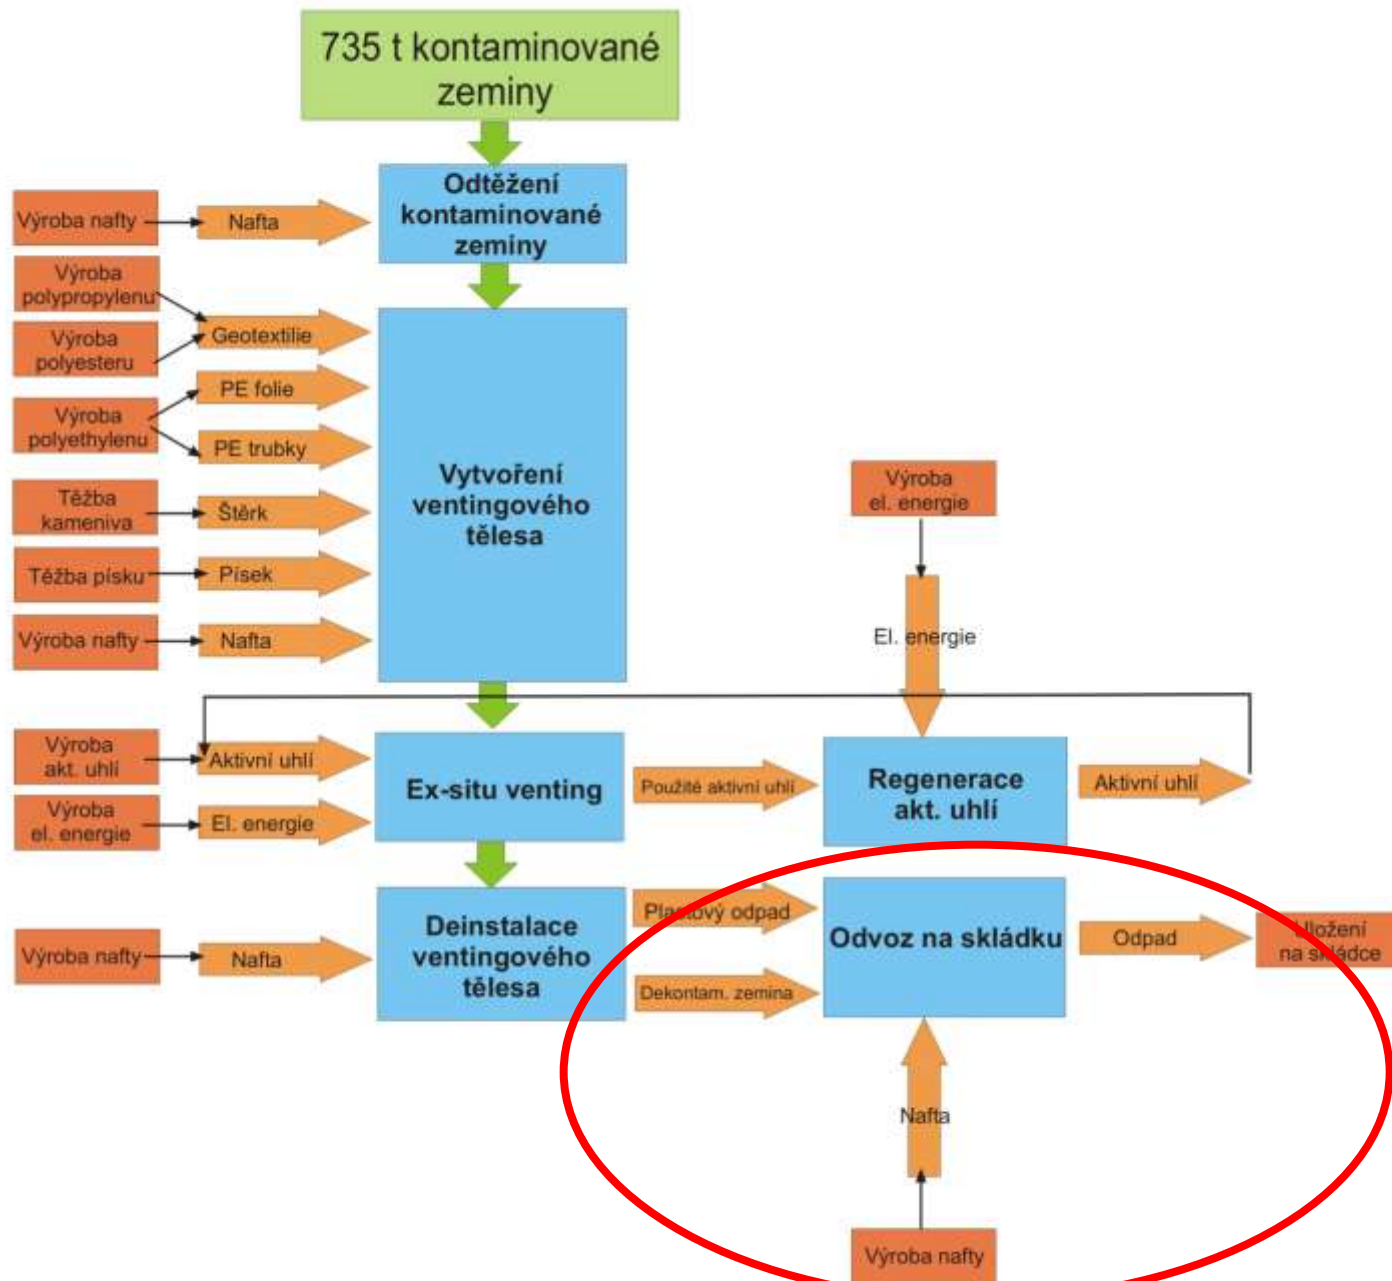 735 t kontaminované
zeminy
Odtěžení
kontaminované
zeminy
Výroba nafty
Nafta
Výroba
polypropylenu
Výroba
polyesteru
Geotextilie
Výroba
polyethylenu
PE folie
PE trubky
Těžba
kameniva
Štěrk
Těžba písku
Písek
Výroba nafty
Nafta
Vytvoření
ventingového
tělesa
Výroba
el. energie
El. energie
Výroba
akt. uhlí
Aktivní uhlí
Výroba
el. energie
El. energie
Ex-situ venting
Použité aktivní uhlí
Regenerace
akt. uhlí
Aktivní uhlí
Výroba nafty
Nafta
Deinstalace
ventingového
tělesa
Plastový odpad
Dekontam. zemina
Odvoz na skládku
Odpad
Uložení
na skládce
Nafta
Výroba nafty